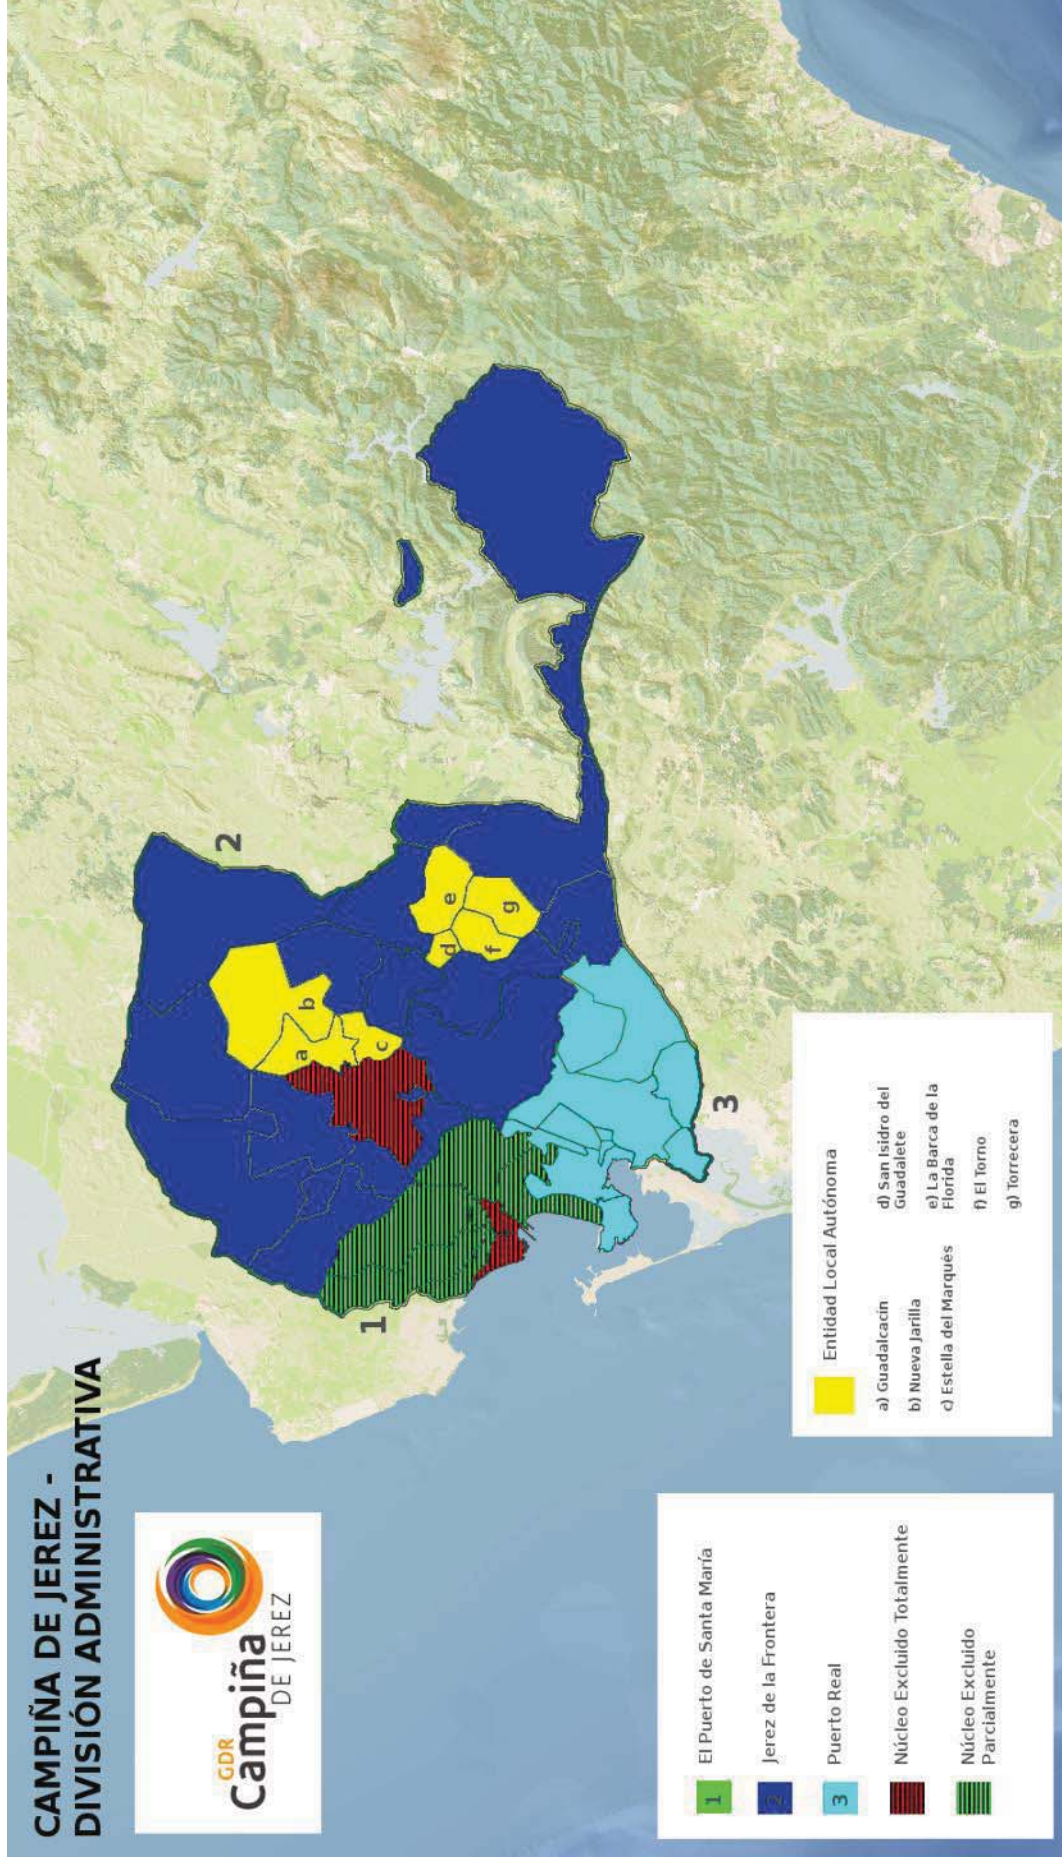 CAMPIÑA DE JEREZ -
DIVISIÓN ADMINISTRATIVA
GDR
Campiña
DE JEREZ
1
2
3
a
b
c
d
e
f
g
1 El Puerto de Santa María
2 Jerez de la Frontera
3 Puerto Real
Núcleo Excluido Totalmente
Núcleo Excluido
Parcialmente
Entidad Local Autónoma
a) Guadalcacín
b) Nueva Jarilla
c) Estella del Marqués
d) San Isidro del
Guadalete
e) La Barca de la
Florida
f) El Torno
g) Torrecera